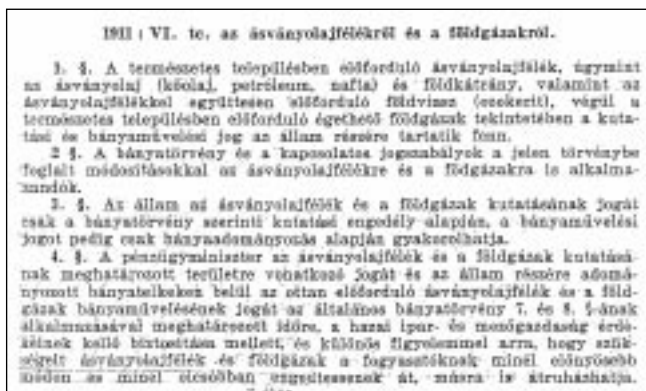 1911 : VI. tc. az ásványolajfélékről és a földgázakról.
1. §. A természetes településben előforduló ásványolajfélék, úgymint
az ásványolaj (kőolaj, petróleum, nafta) és földkátrány, valamint az
ásványolajfélékkel együttesen előforduló földviasz (ozokerit), végül a
természetes településben előforduló égethető földgázak tekintetében a kuta-
tási és bányaművelési jog az állam részére tartatik fenn.
2 §. A bányatörvény és a kapcsolatos jogszabályok a jelen törvénybe
foglalt módosításokkal az ásványolajfélékre és a földgázakra is alkalma-
zandók.
3. §. Az állam az ásványolajfélék és a földgázak kutatásának jogát
csak a bányatörvény szerinti kutatási engedély alapján, a bányaművelési
jogot pedig csak bányaadományozás alapján gyakorolhatja.
4. §. A pénzügyminiszter az ásványolajfélék és a földgázak kutatásá-
nak meghatározott területre vonatkozó jogát és az állam részére adomá-
nyozott bányatelkeken belül az ottan előforduló ásványolajfélék és a föld-
gázak bányaművelésének jogát az általános bányatörvény 7. és 8. §-ának
alkalmazásával meghatározott időre, a hazai ipar- és mezőgazdaság érde-
keinek kellő biztosítása mellett, és különös figyelemmel arra, hogy szük-
ségelt ásványolajfélék és földgázak a fogyasztóknak minél előnyösebb
módon és minél olcsóbban engedtessenek át, másra is átruházhatja.